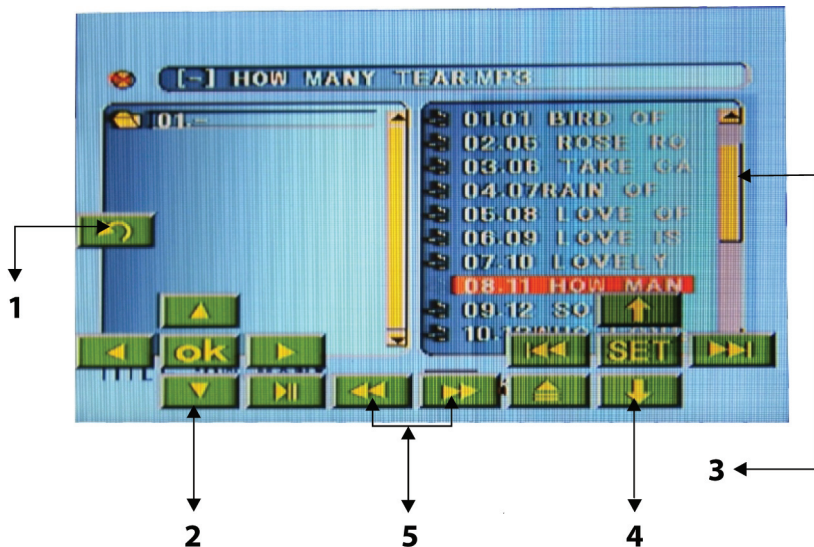 [-] HOW MANY TEAR.MP3
01.-
01.01 BIRD OF
02.05 ROSE RO
03.06 TAKE CA
04.07RAIN OF
05.08 LOVE OF
06.09 LOVE IS
07.10 LOVELY
08.11 HOW MAN
09.12 SO
ok
SET
1
2
5
4
3